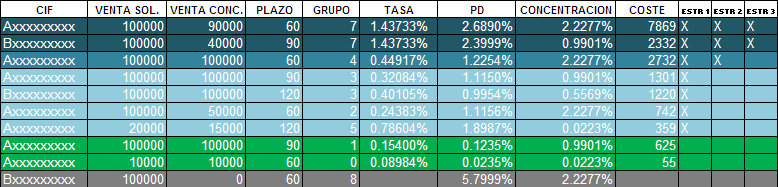 CIF VENTA SOL. VENTA CONC. PLAZO GRUPO TASA PD CONCENTRACION COSTE ESTR 1 ESTR 2 ESTR 3
Axxxxxxxxx 100000 90000 60 7 1.43733% 2.6890% 2.2277% 7869 X X X
Bxxxxxxxxx 100000 40000 90 7 1.43733% 2.3999% 0.9901% 2332 X X X
Axxxxxxxxx 100000 100000 60 4 0.44917% 1.2254% 2.2277% 2732 X X
Axxxxxxxxx 100000 100000 90 3 0.32084% 1.1150% 0.9901% 1301 X
Bxxxxxxxxx 100000 100000 120 3 0.40105% 0.9954% 0.5569% 1220 X
Axxxxxxxxx 100000 50000 60 2 0.24383% 1.1156% 2.2277% 742 X
Axxxxxxxxx 20000 15000 120 5 0.78604% 1.8987% 0.0223% 359 X
Axxxxxxxxx 100000 100000 90 1 0.15400% 0.1235% 0.9901% 625
Axxxxxxxxx 10000 10000 60 0 0.08984% 0.0235% 0.0223% 55
Bxxxxxxxxx 100000 0 60 8 5.7999% 2.2277%